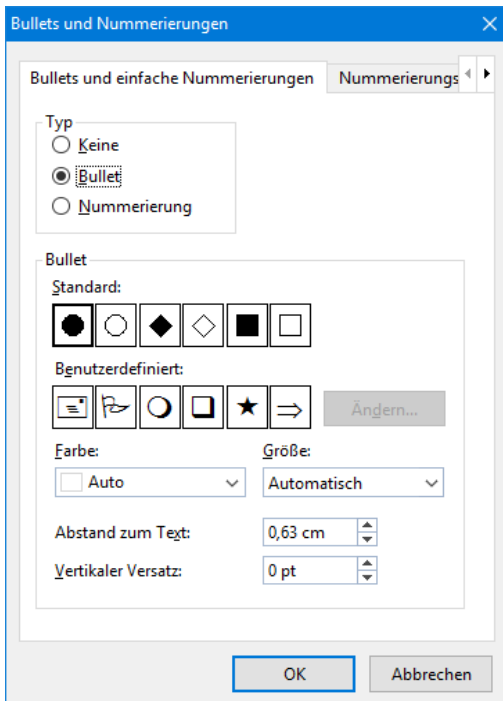 Bullets und Nummerierungen
Bullets und einfache Nummerierungen Nummerierungs
Typ
Keine
Bullet
Nummerierung
Bullet
Standard:
Benutzerdefiniert:
Ändern...
Farbe: Größe:
Auto Automatisch
Abstand zum Text: 0,63 cm
Vertikaler Versatz: 0 pt
OK Abbrechen